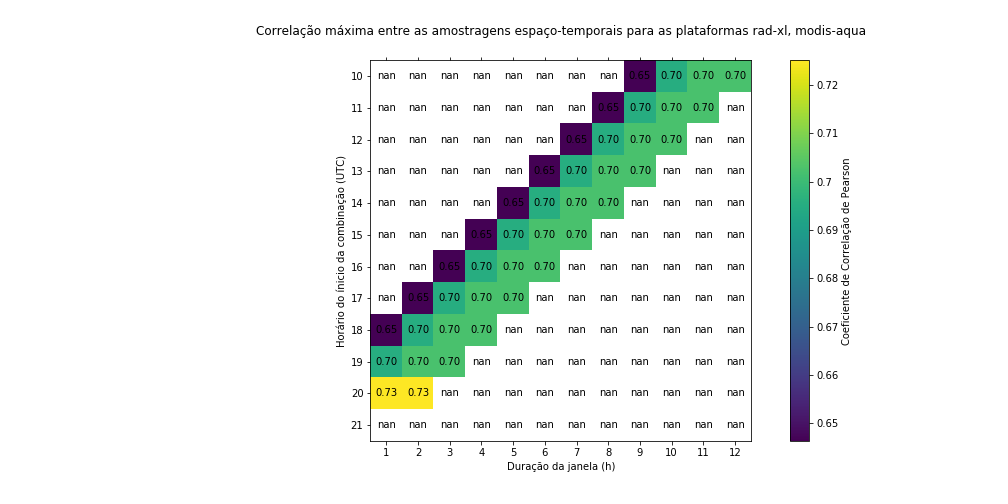 Correlação máxima entre as amostragens espaço-temporais para as plataformas rad-xl, modis-aqua
Horário do ínicio da combinação (UTC)
10 nan nan nan nan nan nan nan nan 0.65 0.70 0.70 0.70
11 nan nan nan nan nan nan nan 0.65 0.70 0.70 0.70 nan
12 nan nan nan nan nan nan 0.65 0.70 0.70 0.70 nan nan
13 nan nan nan nan nan 0.65 0.70 0.70 0.70 nan nan nan
14 nan nan nan nan 0.65 0.70 0.70 0.70 nan nan nan nan
15 nan nan nan 0.65 0.70 0.70 0.70 nan nan nan nan nan
16 nan nan 0.65 0.70 0.70 0.70 nan nan nan nan nan nan
17 nan 0.65 0.70 0.70 0.70 nan nan nan nan nan nan nan
18 0.65 0.70 0.70 0.70 nan nan nan nan nan nan nan nan
19 0.70 0.70 0.70 nan nan nan nan nan nan nan nan nan
20 0.73 0.73 nan nan nan nan nan nan nan nan nan nan
21 nan nan nan nan nan nan nan nan nan nan nan nan
1 2 3 4 5 6 7 8 9 10 11 12
Duração da janela (h)
0.72
0.71
0.7
0.69
0.68
0.67
0.66
0.65
Coeficiente de Correlação de Pearson